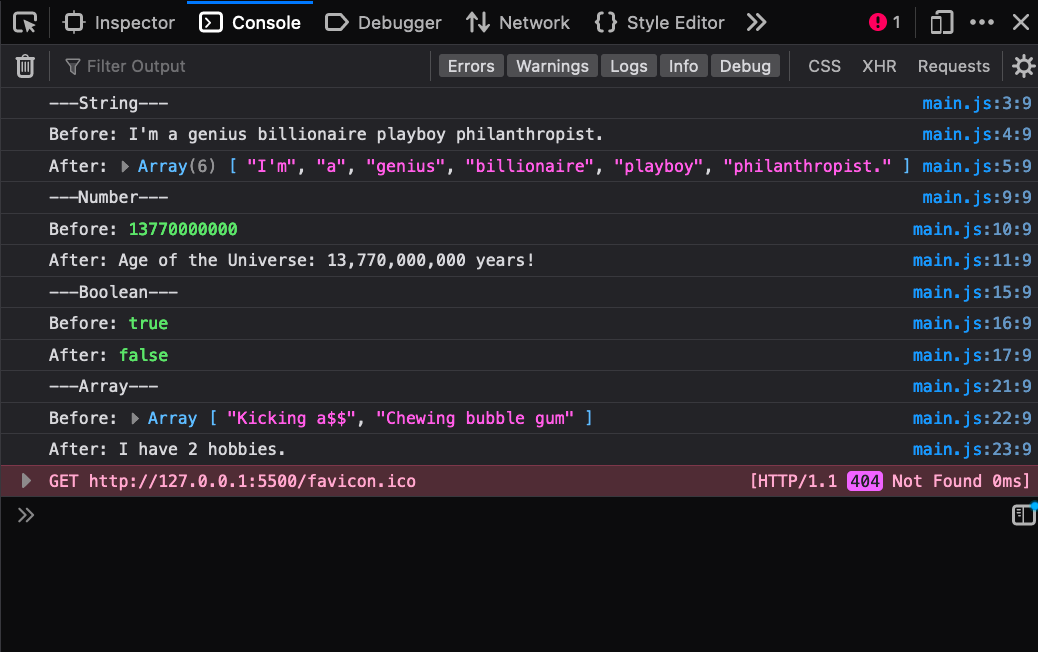 Inspector Console Debugger Network Style Editor 1
Filter Output Errors Warnings Logs Info Debug CSS XHR Requests
---String--- main.js:3:9
Before: I'm a genius billionaire playboy philanthropist. main.js:4:9
After: Array(6) [ "I'm", "a", "genius", "billionaire", "playboy", "philanthropist." ] main.js:5:9
---Number--- main.js:9:9
Before: 13770000000 main.js:10:9
After: Age of the Universe: 13,770,000,000 years! main.js:11:9
---Boolean--- main.js:15:9
Before: true main.js:16:9
After: false main.js:17:9
---Array--- main.js:21:9
Before: Array [ "Kicking a$$", "Chewing bubble gum" ] main.js:22:9
After: I have 2 hobbies. main.js:23:9
GET http://127.0.0.1:5500/favicon.ico [HTTP/1.1 404 Not Found 0ms]